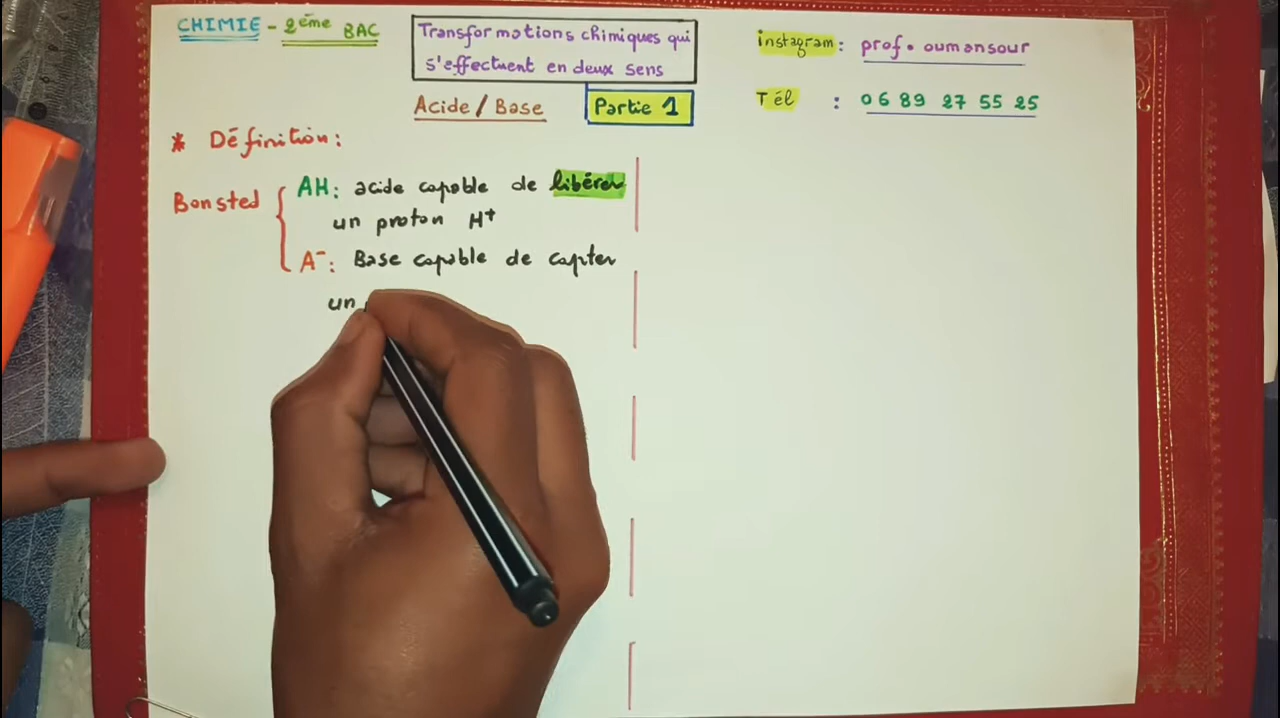 CHIMIE - 2ème BAC
Transformations chimiques qui
s'effectuent en deux sens
Acide / Base Partie 1
instagram : prof.oumansour
Tél : 06 89 27 55 25
* Définition :
Bonsted
AH : acide capable de libérer
un proton H+
A- : Base capable de capter
un